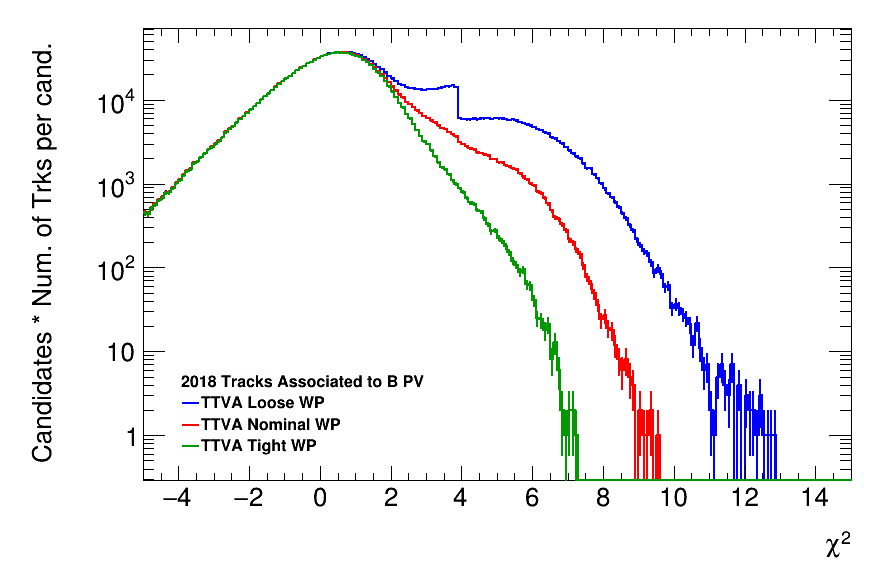 Candidates * Num. of Trks per cand.
10⁴
10³
10²
10
1
2018 Tracks Associated to B PV
TTVA Loose WP
TTVA Nominal WP
TTVA Tight WP
−4 −2 0 2 4 6 8 10 12 14
χ²